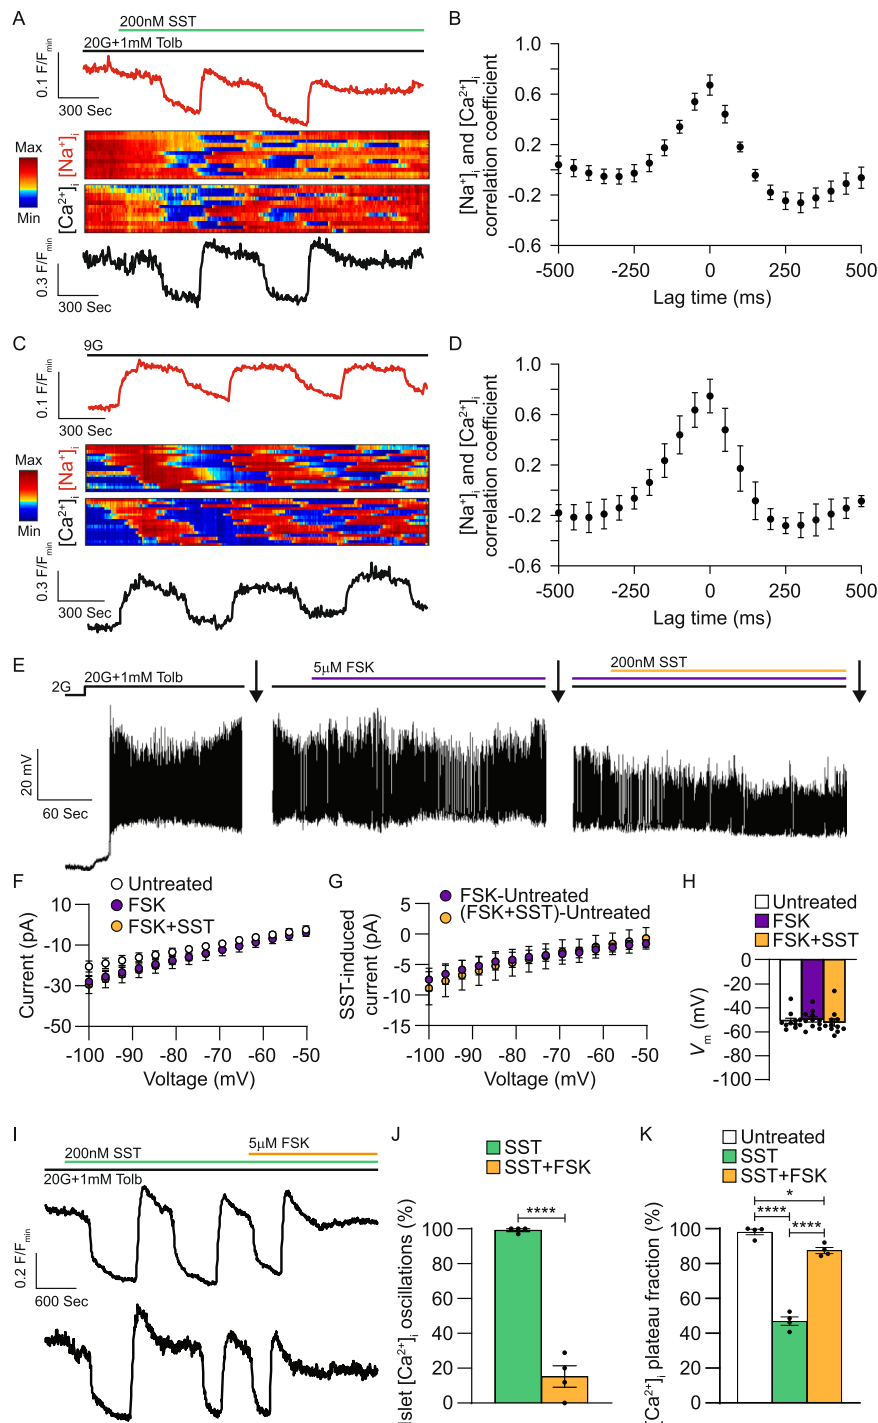 A
200nM SST
20G+1mM Tolb
0.1 F/Fmin
300 Sec
Max
Min
[Na+]i
[Ca2+]i
0.3 F/Fmin
300 Sec
B
[Na+]i and [Ca2+]i
correlation coefficient
1.0
0.6
0.2
-0.2
-0.6
-500
-250
0
250
500
Lag time (ms)
C
9G
0.1 F/Fmin
300 Sec
Max
Min
[Na+]i
[Ca2+]i
0.3 F/Fmin
300 Sec
D
[Na+]i and [Ca2+]i
correlation coefficient
1.0
0.6
0.2
-0.2
-0.6
-500
-250
0
250
500
Lag time (ms)
E
2G
20G+1mM Tolb
5μM FSK
200nM SST
20 mV
60 Sec
F
Untreated
FSK
FSK+SST
Current (pA)
10
-10
-30
-50
-100
-90
-80
-70
-60
-50
Voltage (mV)
G
FSK-Untreated
(FSK+SST)-Untreated
SST-induced
current (pA)
5
0
-5
-10
-15
-100
-90
-80
-70
-60
-50
Voltage (mV)
H
Untreated
FSK
FSK+SST
Vm (mV)
0
-20
-40
-60
-80
-100
I
200nM SST
5μM FSK
20G+1mM Tolb
0.2 F/Fmin
600 Sec
J
SST
SST+FSK
islet [Ca2+]i oscillations (%)
100
80
60
40
20
0
****
K
Untreated
SST
SST+FSK
[Ca2+]i plateau fraction (%)
100
80
60
40
20
0
*
****
****